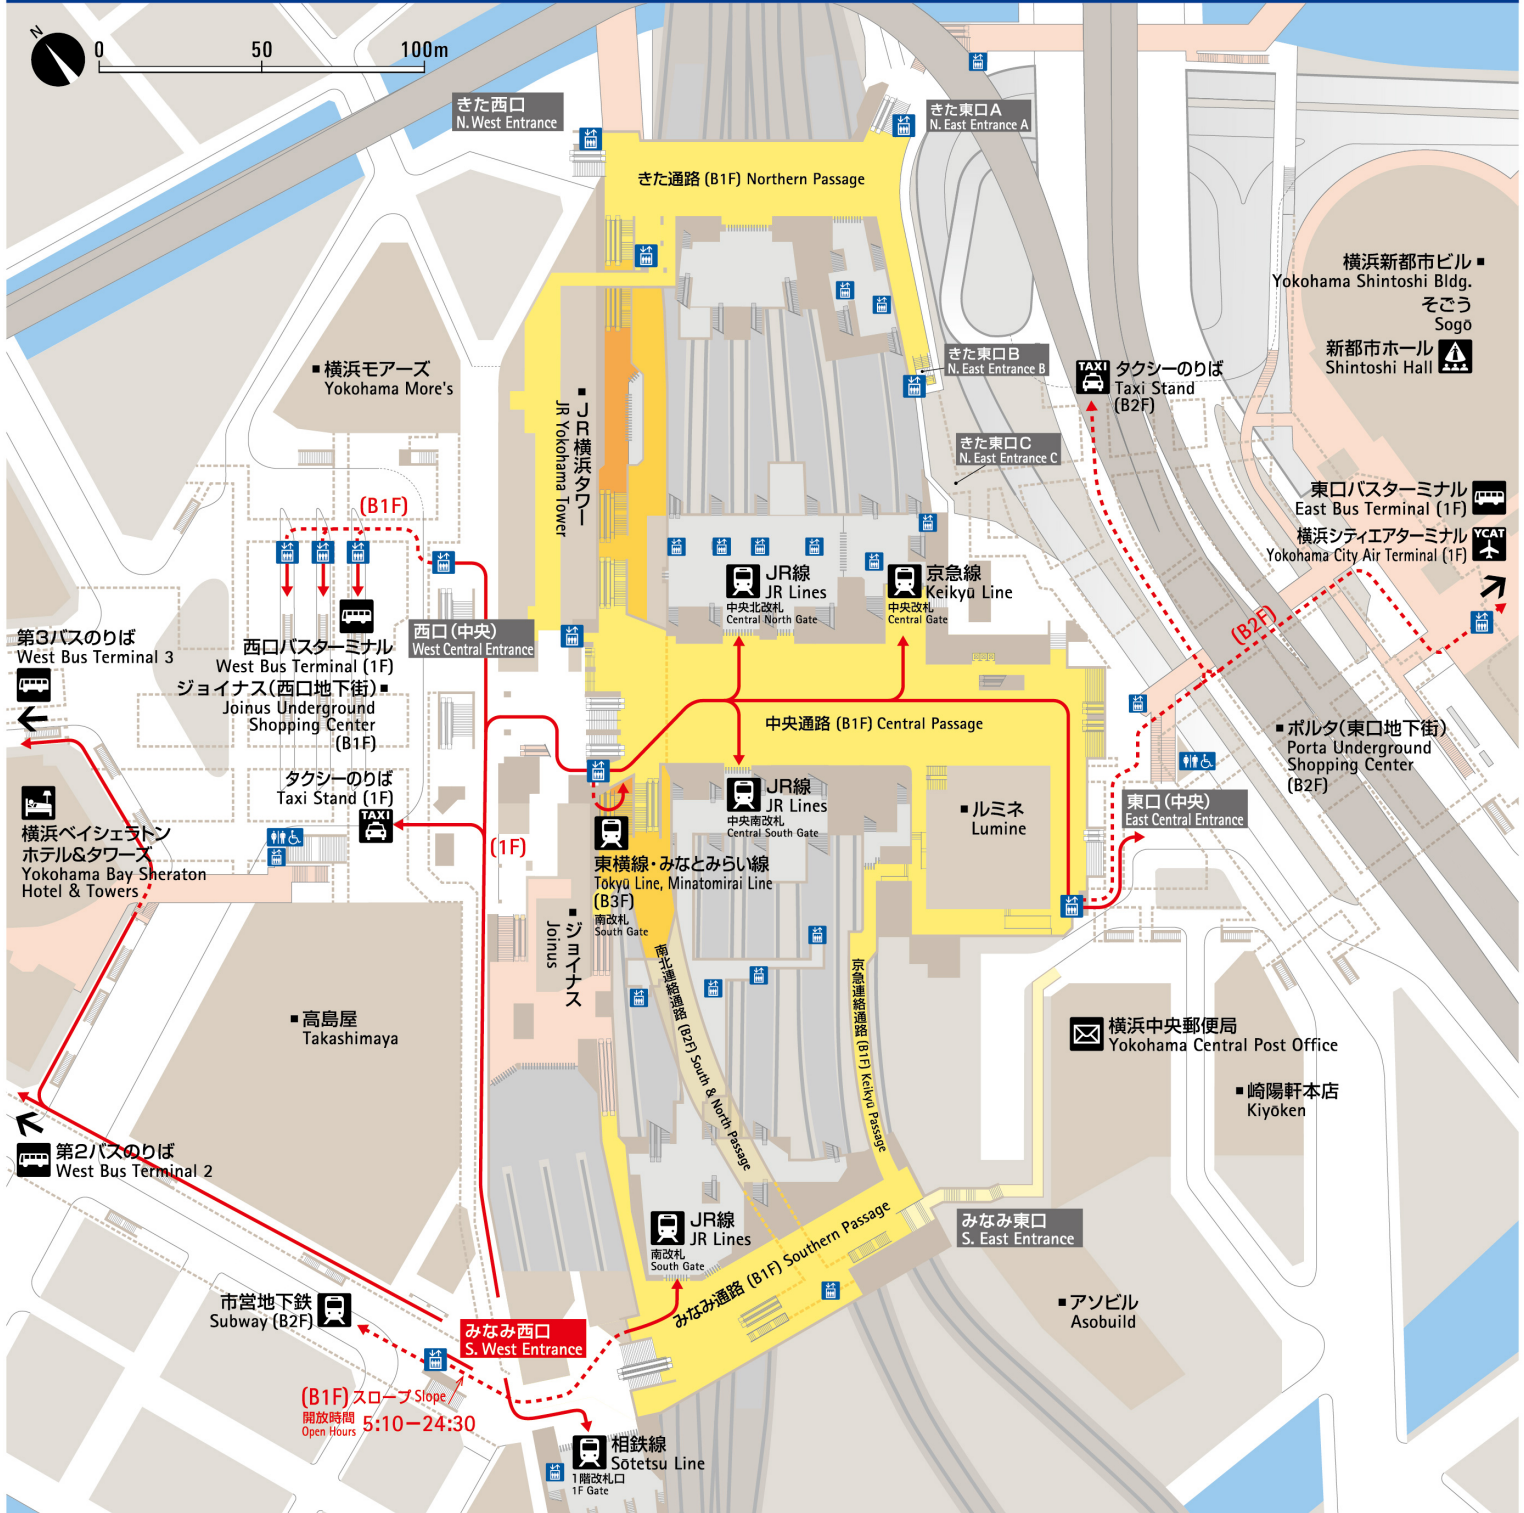 N
0 50 100m
きた西口
N. West Entrance
きた東口A
N. East Entrance A
きた通路 (B1F) Northern Passage
横浜新都市ビル
Yokohama Shintoshi Bldg.
そごう
Sogō
新都市ホール
Shintoshi Hall
きた東口B
N. East Entrance B
TAXI
タクシーのりば
Taxi Stand
(B2F)
横浜モアーズ
Yokohama More's
JR横浜タワー
JR Yokohama Tower
きた東口C
N. East Entrance C
東口バスターミナル
East Bus Terminal (1F)
横浜シティエアターミナル
Yokohama City Air Terminal (1F)
YCAT
(B1F)
JR線
JR Lines
中央北改札
Central North Gate
京急線
Keikyū Line
中央改札
Central Gate
(B2F)
西口(中央)
West Central Entrance
第3バスのりば
West Bus Terminal 3
西口バスターミナル
West Bus Terminal (1F)
ジョイナス(西口地下街)
Joinus Underground
Shopping Center
(B1F)
中央通路 (B1F) Central Passage
ポルタ(東口地下街)
Porta Underground
Shopping Center
(B2F)
タクシーのりば
Taxi Stand (1F)
TAXI
JR線
JR Lines
中央南改札
Central South Gate
ルミネ
Lumine
東口(中央)
East Central Entrance
横浜ベイシェラトン
ホテル&タワーズ
Yokohama Bay Sheraton
Hotel & Towers
(1F)
東横線・みなとみらい線
Tōkyū Line, Minatomirai Line
(B3F)
南改札
South Gate
ジョイナス
Joinus
南北連絡通路 (B2F) South & North Passage
京急連絡通路 (B1F) Keikyū Passage
高島屋
Takashimaya
横浜中央郵便局
Yokohama Central Post Office
崎陽軒本店
Kiyōken
第2バスのりば
West Bus Terminal 2
JR線
JR Lines
南改札
South Gate
みなみ通路 (B1F) Southern Passage
みなみ東口
S. East Entrance
市営地下鉄
Subway (B2F)
みなみ西口
S. West Entrance
アソビル
Asobuild
(B1F) スロープ Slope
開放時間
Open Hours
5:10−24:30
相鉄線
Sōtetsu Line
1階改札口
1F Gate